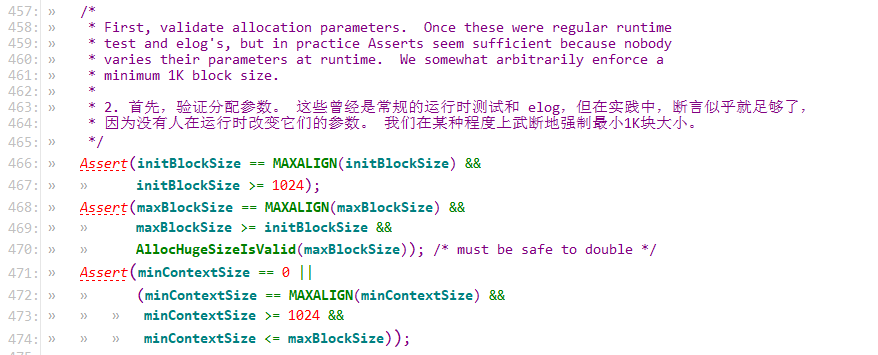 457: » /*
458: » * First, validate allocation parameters.  Once these were regular runtime
459: » * test and elog's, but in practice Asserts seem sufficient because nobody
460: » * varies their parameters at runtime.  We somewhat arbitrarily enforce a
461: » * minimum 1K block size.
462: » *
463: » * 2. 首先，验证分配参数。 这些曾经是常规的运行时测试和 elog，但在实践中，断言似乎就足够了，
464: * 因为没有人在运行时改变它们的参数。 我们在某种程度上武断地强制最小1K块大小。
465: » */
466: » Assert(initBlockSize == MAXALIGN(initBlockSize) &&
467: » » initBlockSize >= 1024);
468: » Assert(maxBlockSize == MAXALIGN(maxBlockSize) &&
469: » » maxBlockSize >= initBlockSize &&
470: » » AllocHugeSizeIsValid(maxBlockSize)); /* must be safe to double */
471: » Assert(minContextSize == 0 ||
472: » » (minContextSize == MAXALIGN(minContextSize) &&
473: » » » minContextSize >= 1024 &&
474: » » » minContextSize <= maxBlockSize));